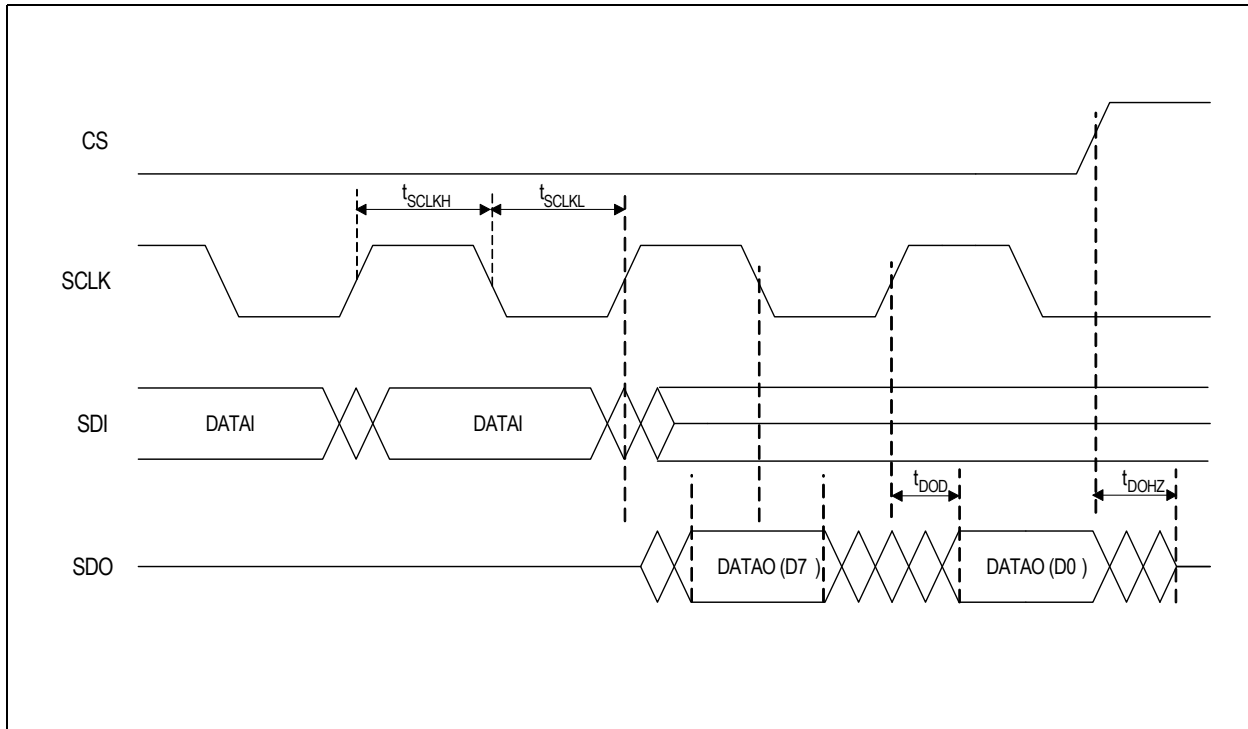 CS
tSCLKH
tSCLKL
SCLK
SDI
DATAI
DATAI
tDOD
tDOHZ
SDO
DATAO (D7 )
DATAO (D0 )